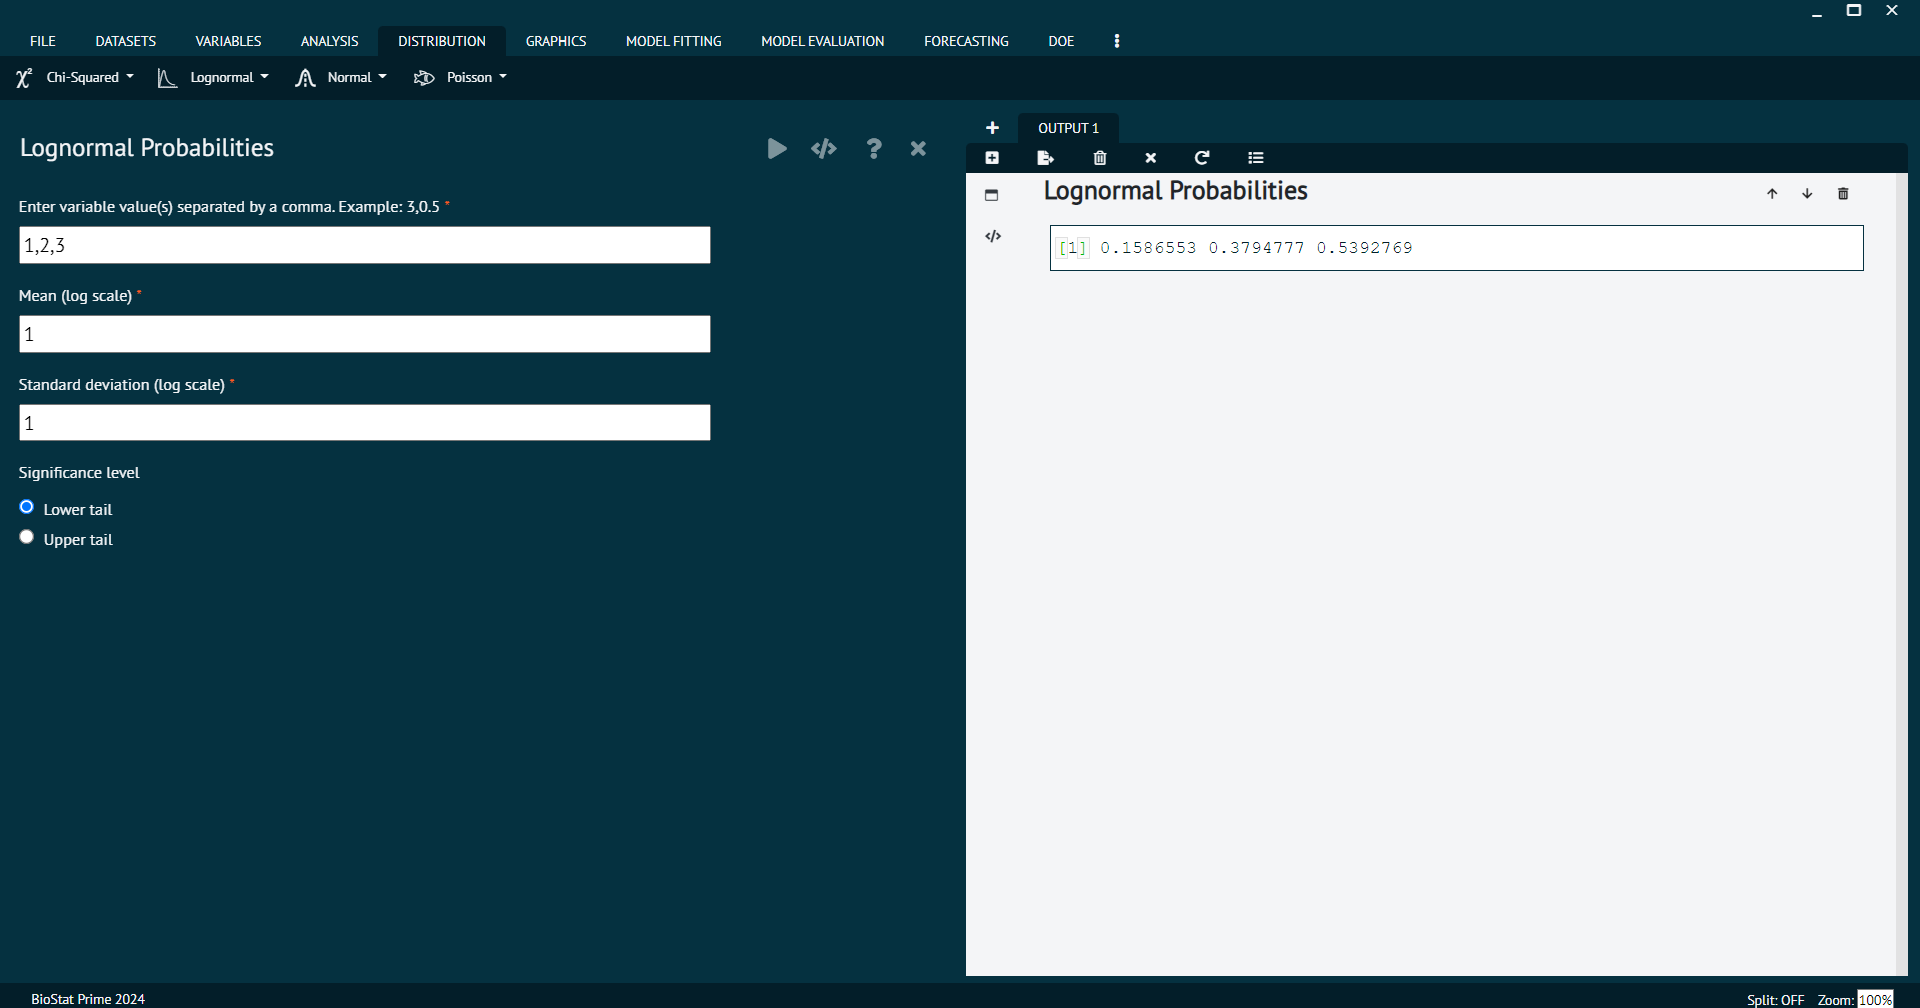 FILE DATASETS VARIABLES ANALYSIS DISTRIBUTION GRAPHICS MODEL FITTING MODEL EVALUATION FORECASTING DOE
χ² Chi-Squared Lognormal Normal Poisson
Lognormal Probabilities
Enter variable value(s) separated by a comma. Example: 3,0.5 *
1,2,3
Mean (log scale) *
1
Standard deviation (log scale) *
1
Significance level
Lower tail
Upper tail
OUTPUT 1
Lognormal Probabilities
[1] 0.1586553 0.3794777 0.5392769
BioStat Prime 2024
Split: OFF Zoom: 100%